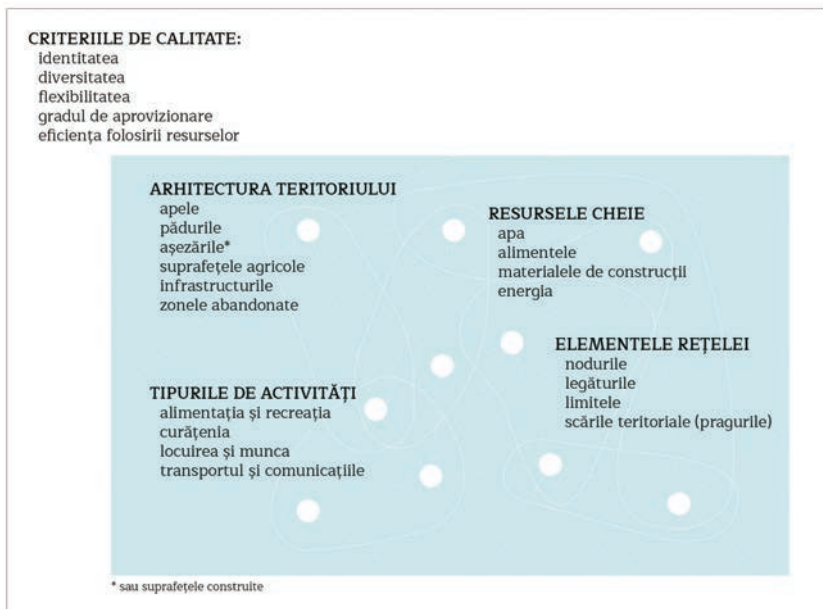 CRITERIILE DE CALITATE:
identitatea
diversitatea
flexibilitatea
gradul de aprovizionare
eficiența folosirii resurselor
ARHITECTURA TERITORIULUI
apele
pădurile
așezările*
suprafețele agricole
infrastructurile
zonele abandonate
RESURSELE CHEIE
apa
alimentele
materialele de construcții
energia
ELEMENTELE REȚELEI
nodurile
legăturile
limitele
scările teritoriale (pragurile)
TIPURILE DE ACTIVITĂȚI
alimentația și recreația
curățenia
locuirea și munca
transportul și comunicațiile
* sau suprafețele construite